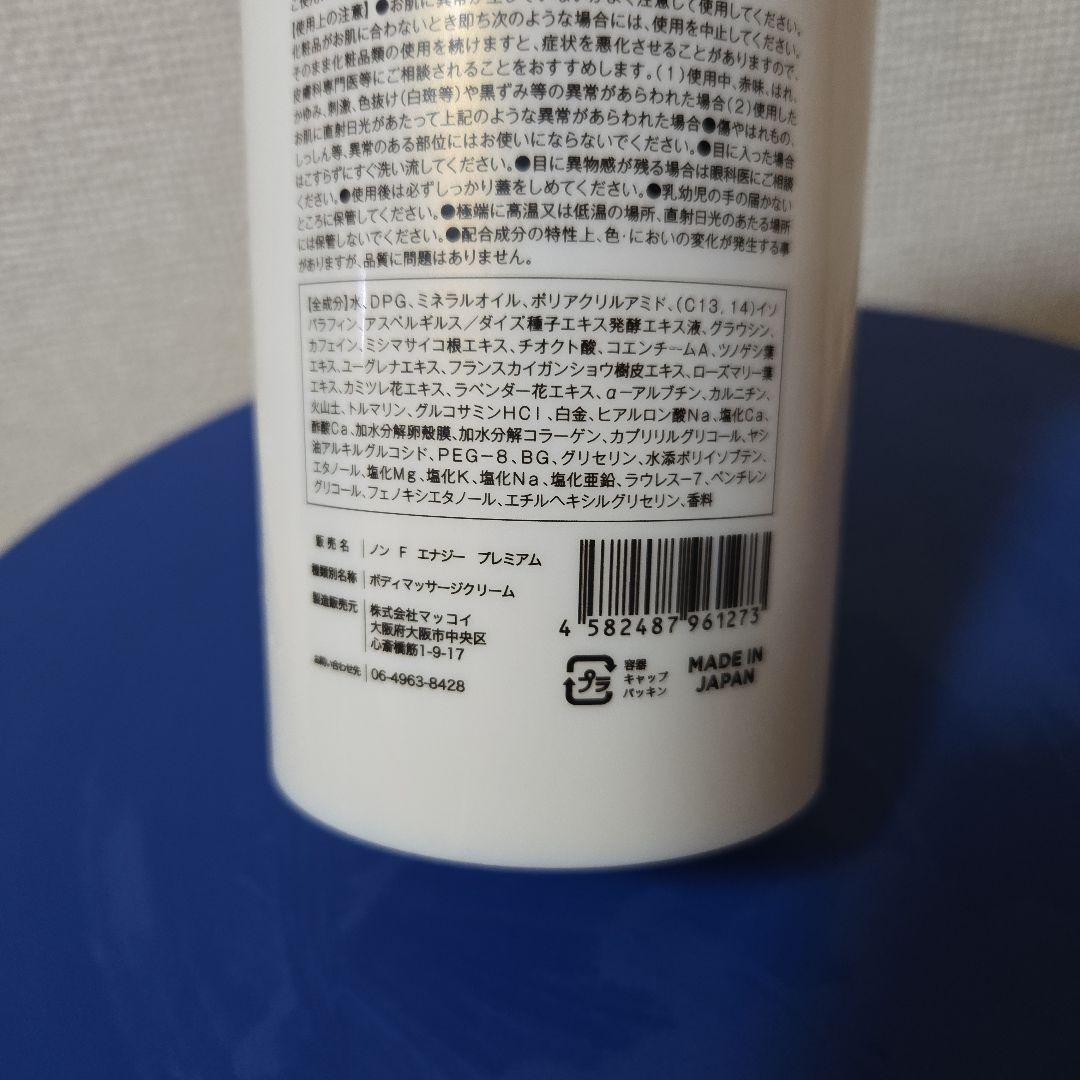 【使用上の注意】●お肌に異常が生じていないかよく注意して使用してください。
化粧品がお肌に合わないとき即ち次のような場合には、使用を中止してください。
そのまま化粧品類の使用を続けますと、症状を悪化させることがありますので、
皮膚科専門医等にご相談されることをおすすめします。(1)使用中、赤味、はれ、
かゆみ、刺激、色抜け(白斑等)や黒ずみ等の異常があらわれた場合(2)使用した
お肌に直射日光があたって上記のような異常があらわれた場合●傷やはれもの、
しっしん等、異常のある部位にはお使いにならないでください。●目に入った場合
はこすらずにすぐ洗い流してください。●目に異物感が残る場合は眼科医にご相談
ください。●使用後は必ずしっかり蓋をしめてください。●乳幼児の手の届かない
ところに保管してください。●極端に高温又は低温の場所、直射日光のあたる場所
には保管しないでください。●配合成分の特性上、色・においの変化が発生する事
がありますが、品質に問題はありません。
【全成分】水、DPG、ミネラルオイル、ポリアクリルアミド、(C13,14)イソ
パラフィン、アスペルギルス／ダイズ種子エキス発酵エキス液、グラウシン、
カフェイン、ミシマサイコ根エキス、チオクト酸、コエンチームA、ツノゲシ葉
エキス、ユーグレナエキス、フランスカイガンショウ樹皮エキス、ローズマリー葉
エキス、カミツレ花エキス、ラベンダー花エキス、α-アルブチン、カルニチン、
火山土、トルマリン、グルコサミンHCl、白金、ヒアルロン酸Na、塩化Ca、
酢酸Ca、加水分解卵殻膜、加水分解コラーゲン、カプリリルグリコール、ヤシ
油アルキルグルコシド、PEG-8、BG、グリセリン、水添ポリイソブテン、
エタノール、塩化Mg、塩化K、塩化Na、塩化亜鉛、ラウレス-7、ペンチレン
グリコール、フェノキシエタノール、エチルヘキシルグリセリン、香料
販売名 ノン F エナジー プレミアム
種類別名称 ボディマッサージクリーム
製造販売元 株式会社マッコイ
大阪府大阪市中央区
心斎橋筋1-9-17
お問い合わせ先 06-4963-8428
4 582487 961273
プラ
容器
キャップ
パッキン
MADE IN
JAPAN